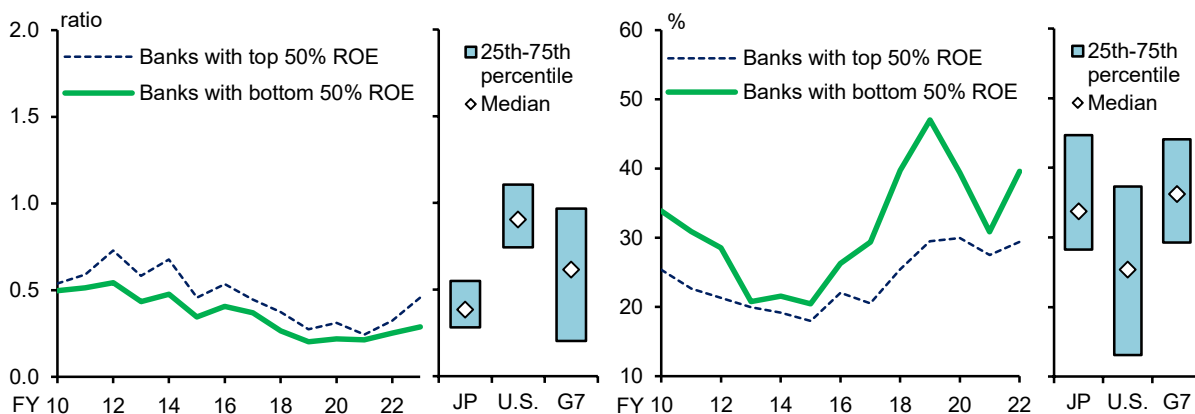 ratio
2.0
1.5
1.0
0.5
0.0
Banks with top 50% ROE
Banks with bottom 50% ROE
FY 10 12 14 16 18 20 22
25th-75th
percentile
Median
JP U.S. G7
%
60
50
40
30
20
10
Banks with top 50% ROE
Banks with bottom 50% ROE
FY 10 12 14 16 18 20 22
25th-75th
percentile
Median
JP U.S. G7